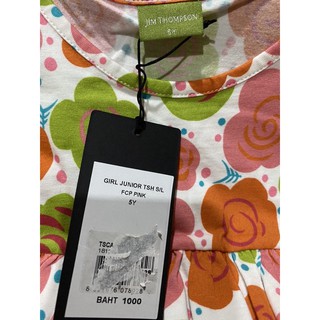 JIM THOMPSON
5Y
GIRL JUNIOR TSH S/L
FCP PINK
5Y
TSCA
BAHT 1000